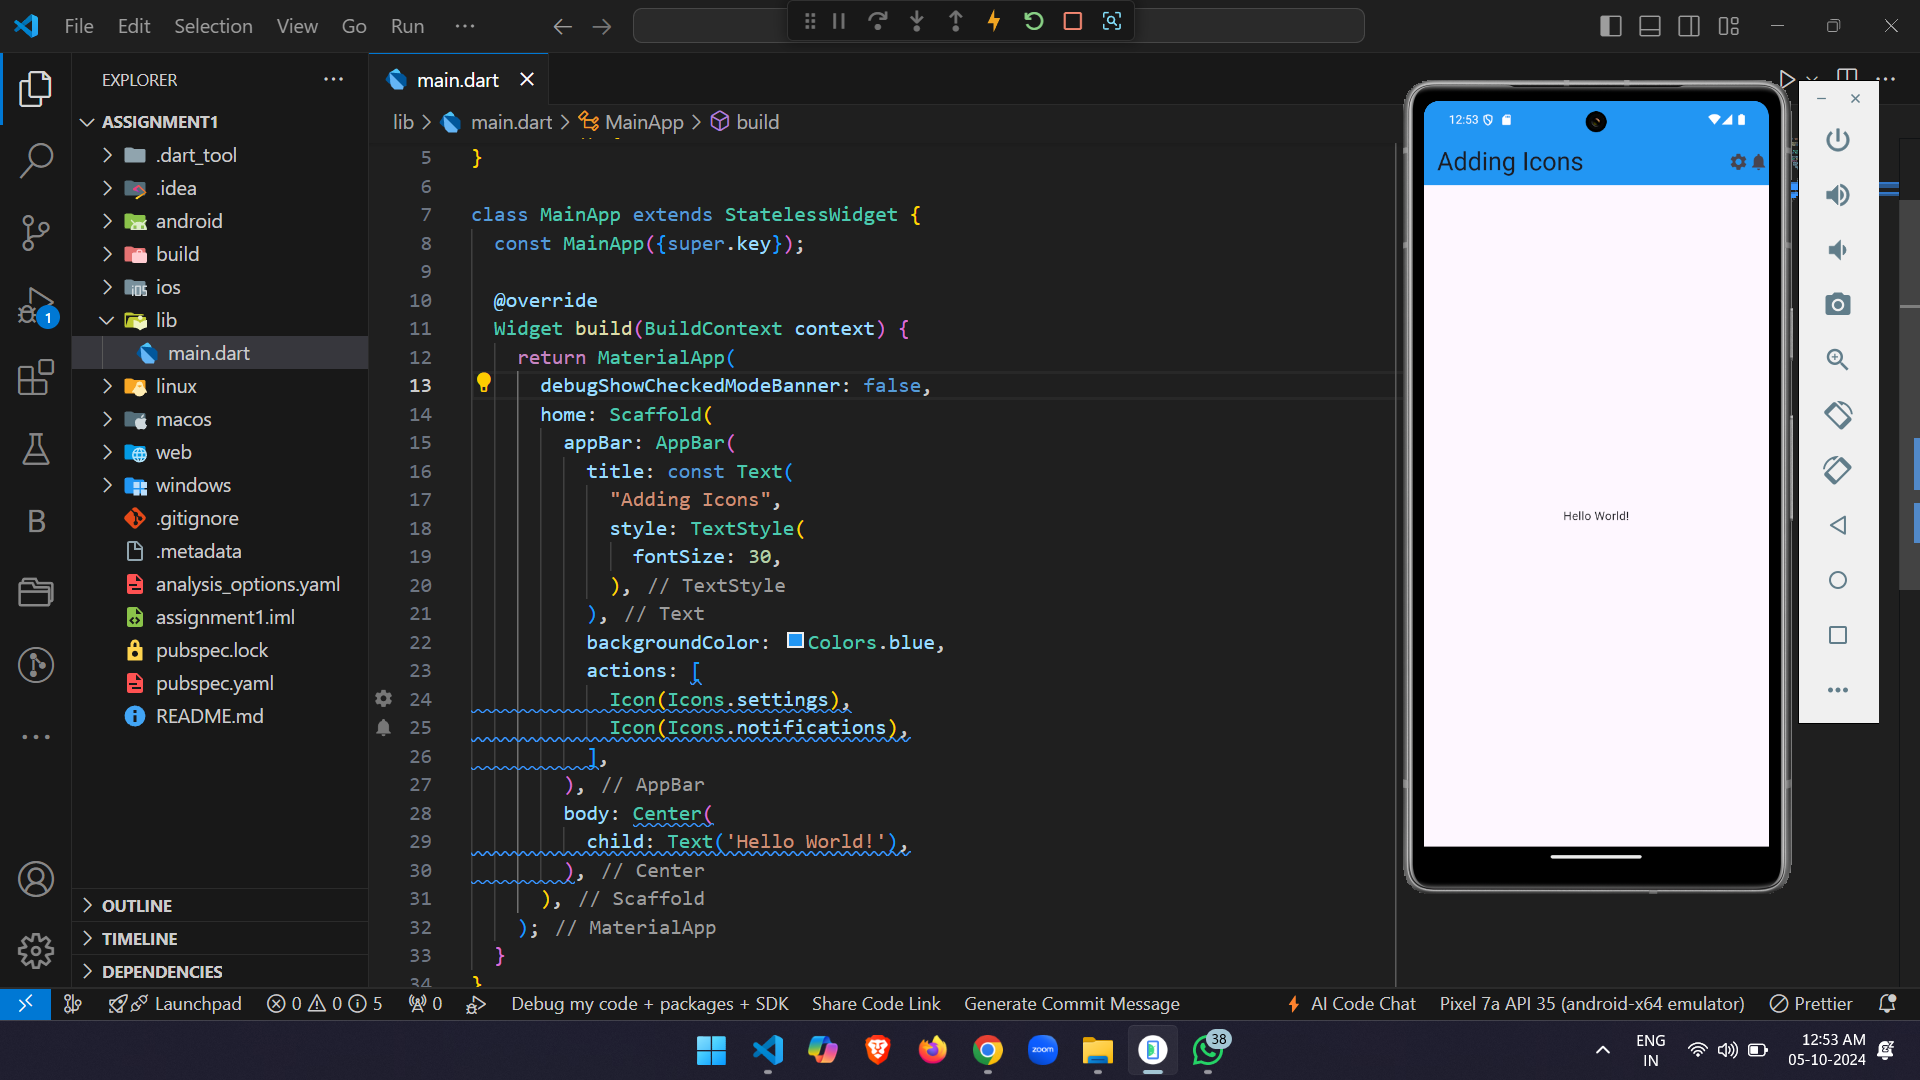 File Edit Selection View Go Run
EXPLORER
main.dart
lib > main.dart > MainApp > build
ASSIGNMENT1
.dart_tool
.idea
android
build
ios
lib
main.dart
linux
macos
web
windows
.gitignore
.metadata
analysis_options.yaml
assignment1.iml
pubspec.lock
pubspec.yaml
README.md
OUTLINE
TIMELINE
DEPENDENCIES
1
B
5 }
6
7 class MainApp extends StatelessWidget {
8 const MainApp({super.key});
9
10 @override
11 Widget build(BuildContext context) {
12 return MaterialApp(
13 debugShowCheckedModeBanner: false,
14 home: Scaffold(
15 appBar: AppBar(
16 title: const Text(
17 "Adding Icons",
18 style: TextStyle(
19 fontSize: 30,
20 ), // TextStyle
21 ), // Text
22 backgroundColor: Colors.blue,
23 actions: [
24 Icon(Icons.settings),
25 Icon(Icons.notifications),
26 ],
27 ), // AppBar
28 body: Center(
29 child: Text('Hello World!'),
30 ), // Center
31 ), // Scaffold
32 ); // MaterialApp
33 }
34 }
12:53
Adding Icons
Hello World!
Launchpad 0 0 5 0 Debug my code + packages + SDK Share Code Link Generate Commit Message AI Code Chat Pixel 7a API 35 (android-x64 emulator) Prettier
zoom
38
ENG
IN
12:53 AM
05-10-2024